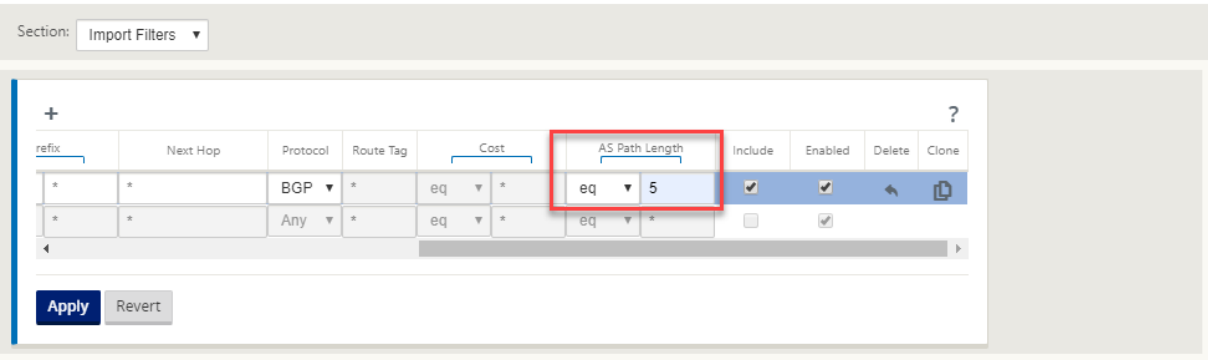 Section: Import Filters ▼
+ ?
refix Next Hop Protocol Route Tag Cost AS Path Length Include Enabled Delete Clone
* * BGP ▼ * eq ▼ * eq ▼ 5
* * Any ▼ * eq ▼ * eq ▼ *
Apply Revert